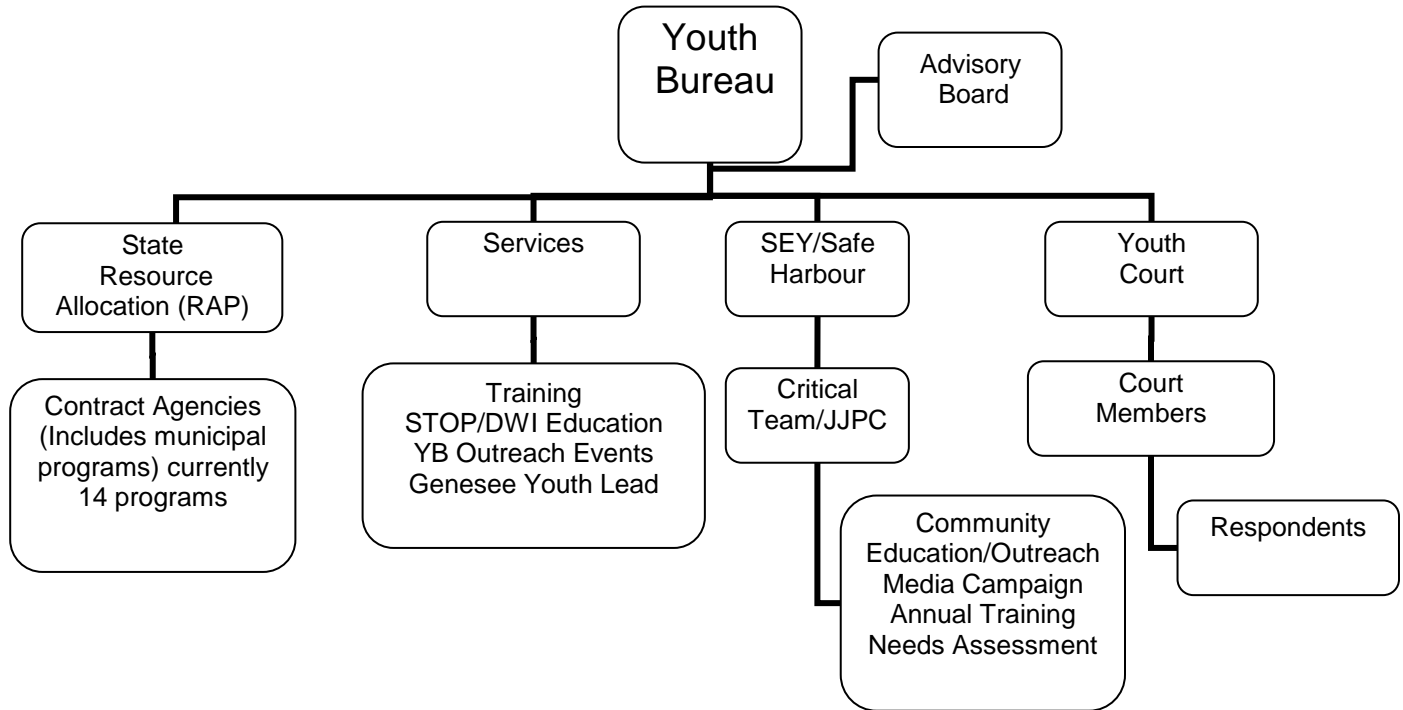 Youth
Bureau
Advisory
Board
State
Resource
Allocation (RAP)
Services
SEY/Safe
Harbour
Youth
Court
Contract Agencies
(Includes municipal
programs) currently
14 programs
Training
STOP/DWI Education
YB Outreach Events
Genesee Youth Lead
Critical
Team/JJPC
Court
Members
Community
Education/Outreach
Media Campaign
Annual Training
Needs Assessment
Respondents